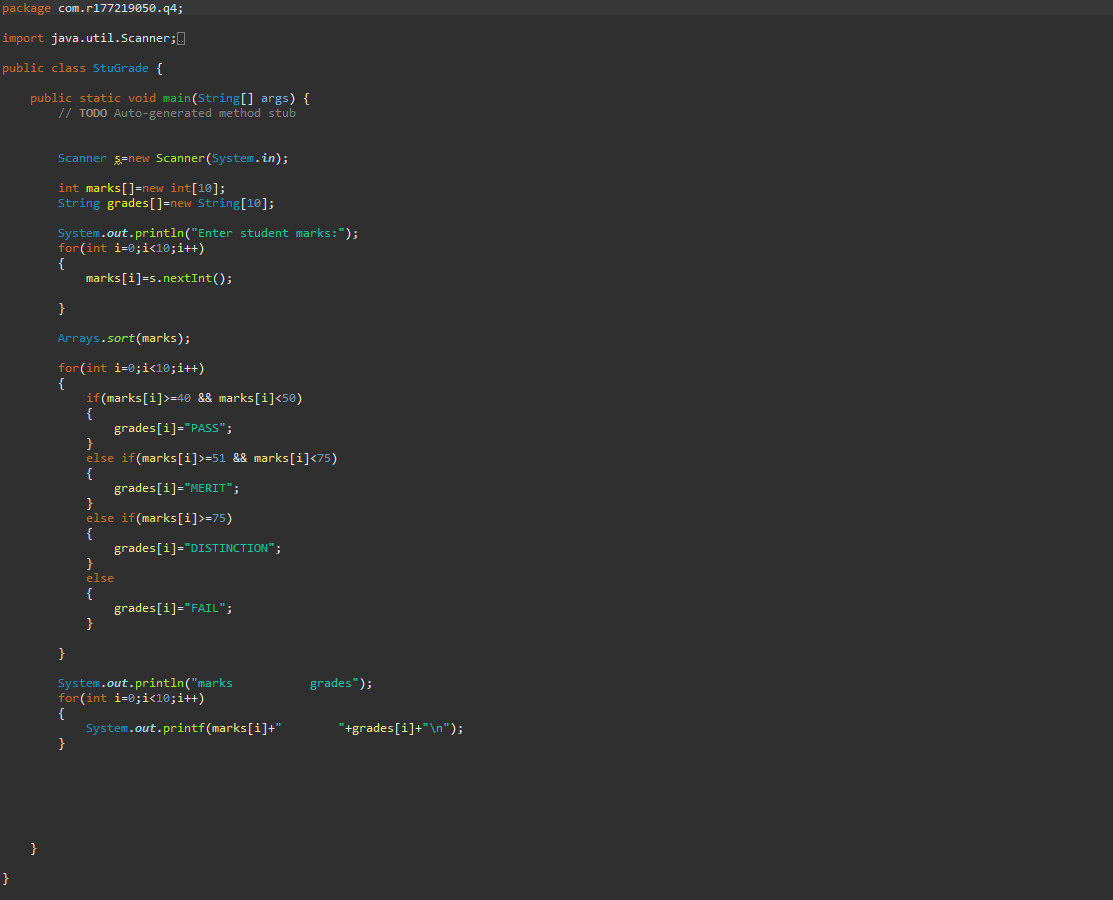 package com.r177219050.q4;
import java.util.Scanner;
public class StuGrade {
public static void main(String[] args) {
// TODO Auto-generated method stub
Scanner s=new Scanner(System.in);
int marks[]=new int[10];
String grades[]=new String[10];
System.out.println("Enter student marks:");
for(int i=0;i<10;i++)
{
marks[i]=s.nextInt();
}
Arrays.sort(marks);
for(int i=0;i<10;i++)
{
if(marks[i]>=40 && marks[i]<50)
{
grades[i]="PASS";
}
else if(marks[i]>=51 && marks[i]<75)
{
grades[i]="MERIT";
}
else if(marks[i]>=75)
{
grades[i]="DISTINCTION";
}
else
{
grades[i]="FAIL";
}
}
System.out.println("marks           grades");
for(int i=0;i<10;i++)
{
System.out.printf(marks[i]+"        "+grades[i]+"\n");
}
}
}